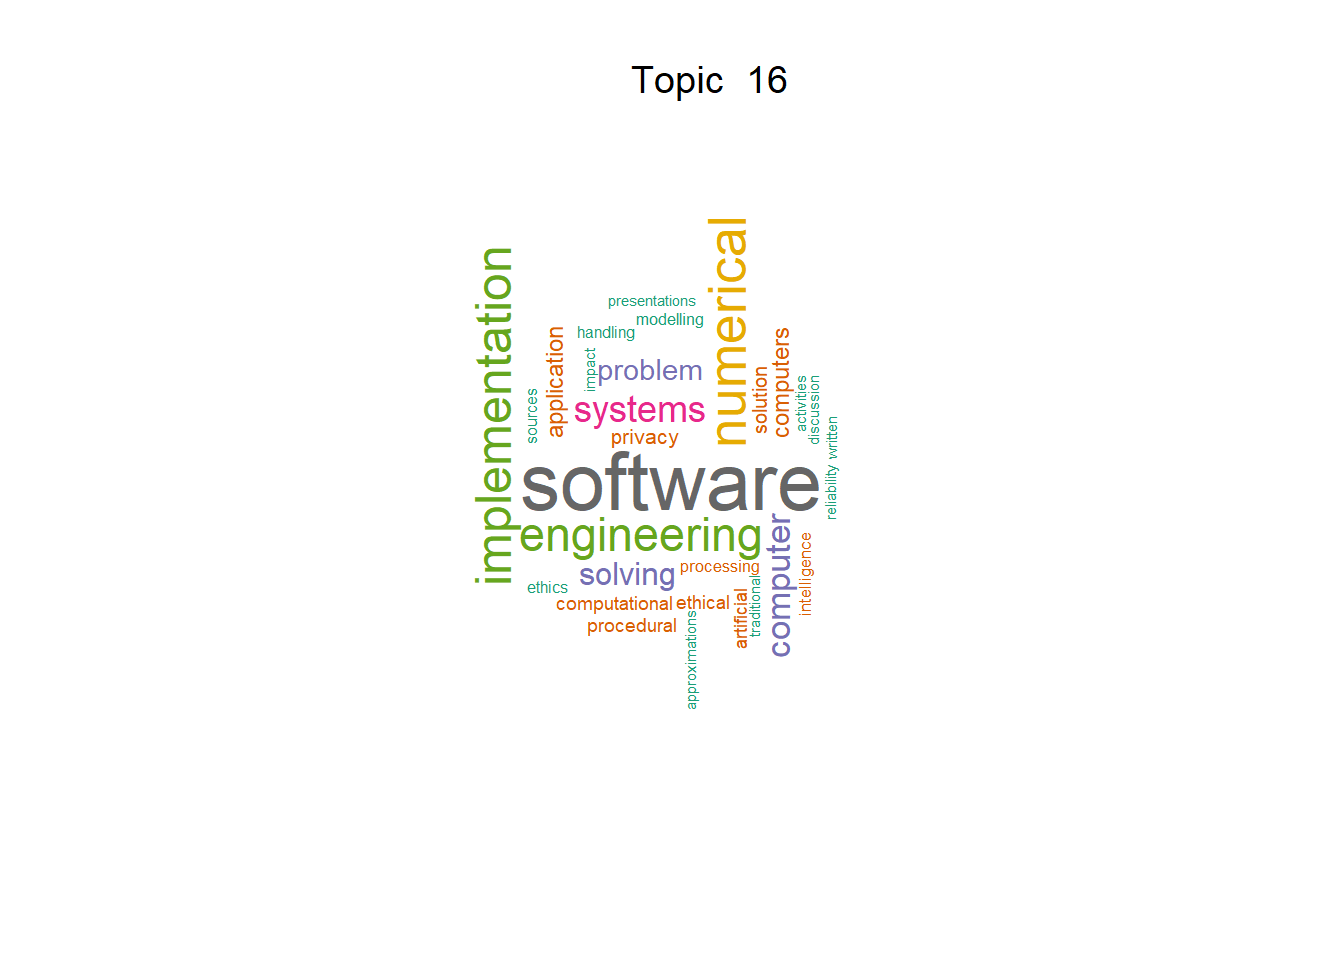 Topic 16
implementation
numerical
presentations
modelling
handling
application
impact
problem
solution
computers
sources
systems
activities
discussion
privacy
written
software
reliability
engineering
computer
solving
processing
intelligence
ethics
traditional
computational
ethical
artificial
procedural
approximations